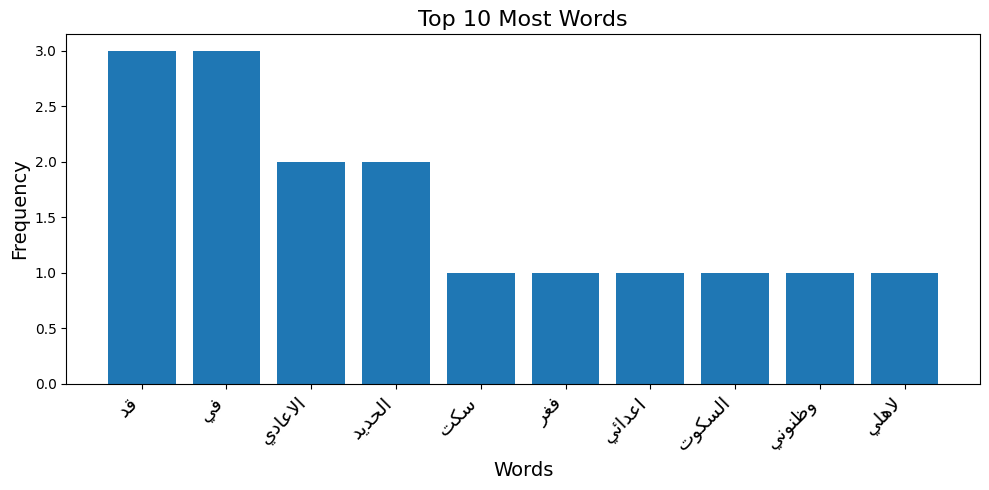 Top 10 Most Words
Frequency
3.0
2.5
2.0
1.5
1.0
0.5
0.0
قد
في
الاعادي
الحديد
سكت
فغر
اعدائي
السكوت
وظنوني
لاهلي
Words